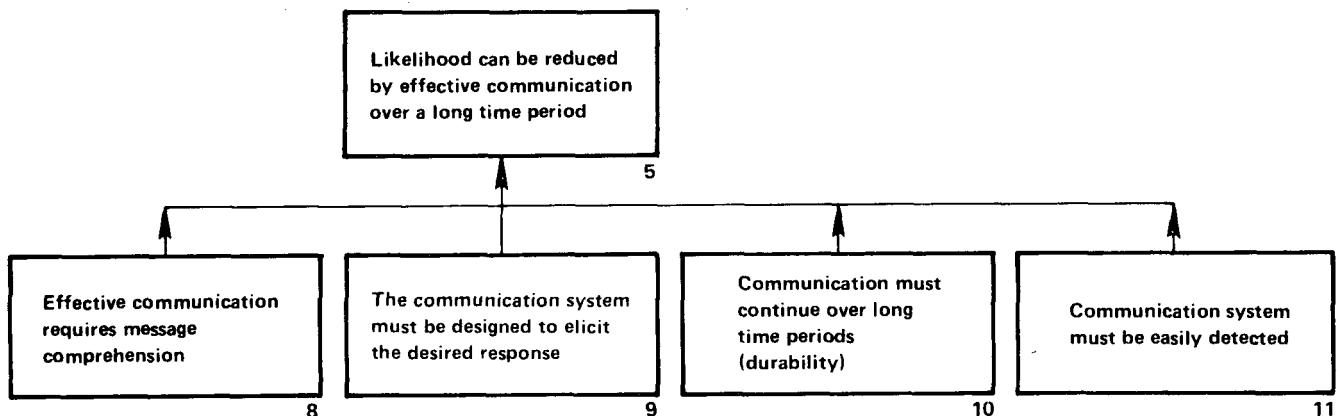 Likelihood can be reduced
by effective communication
over a long time period
5
Effective communication
requires message
comprehension
8
The communication system
must be designed to elicit
the desired response
9
Communication must
continue over long
time periods
(durability)
10
Communication system
must be easily detected
11